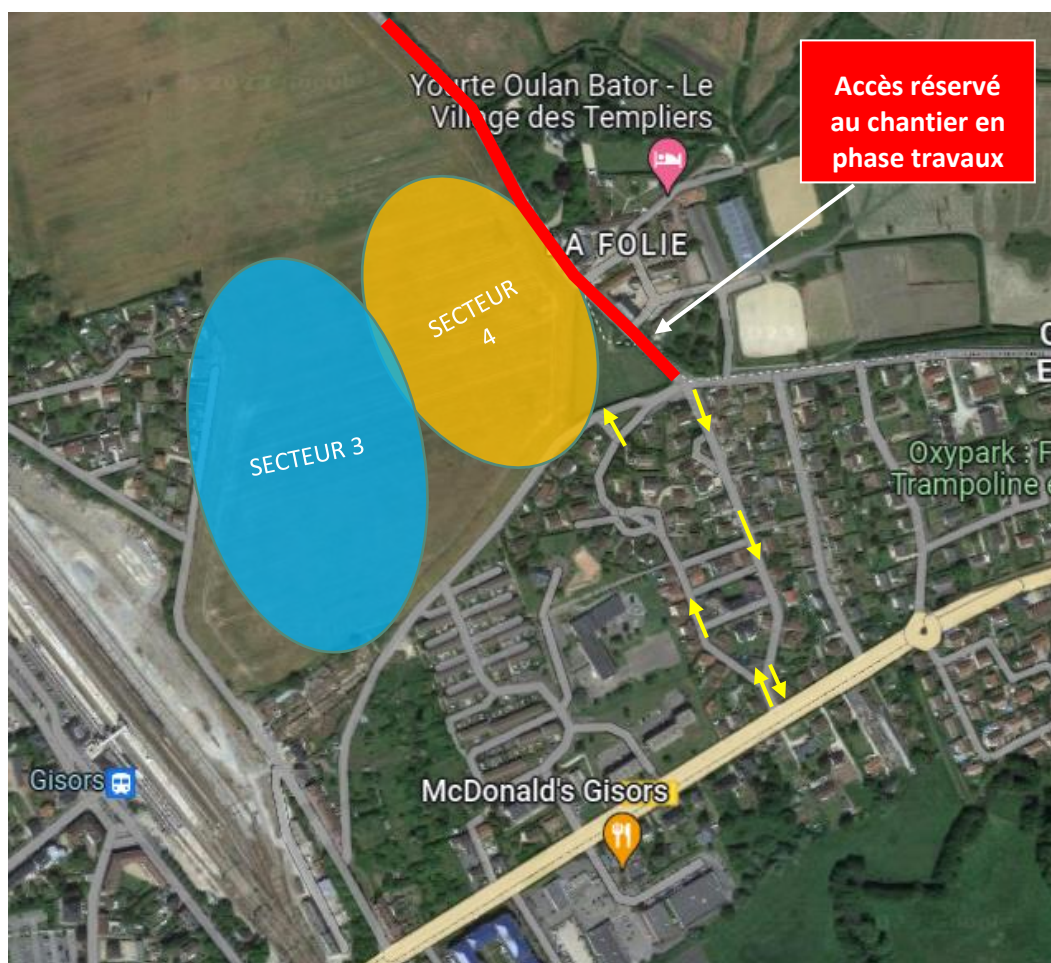 Yourte Oulan Bator - Le
Village des Templiers
Accès réservé
au chantier en
phase travaux
A FOLIE
SECTEUR
4
SECTEUR 3
Oxypark : F
Trampoline e
Gisors
McDonald's Gisors